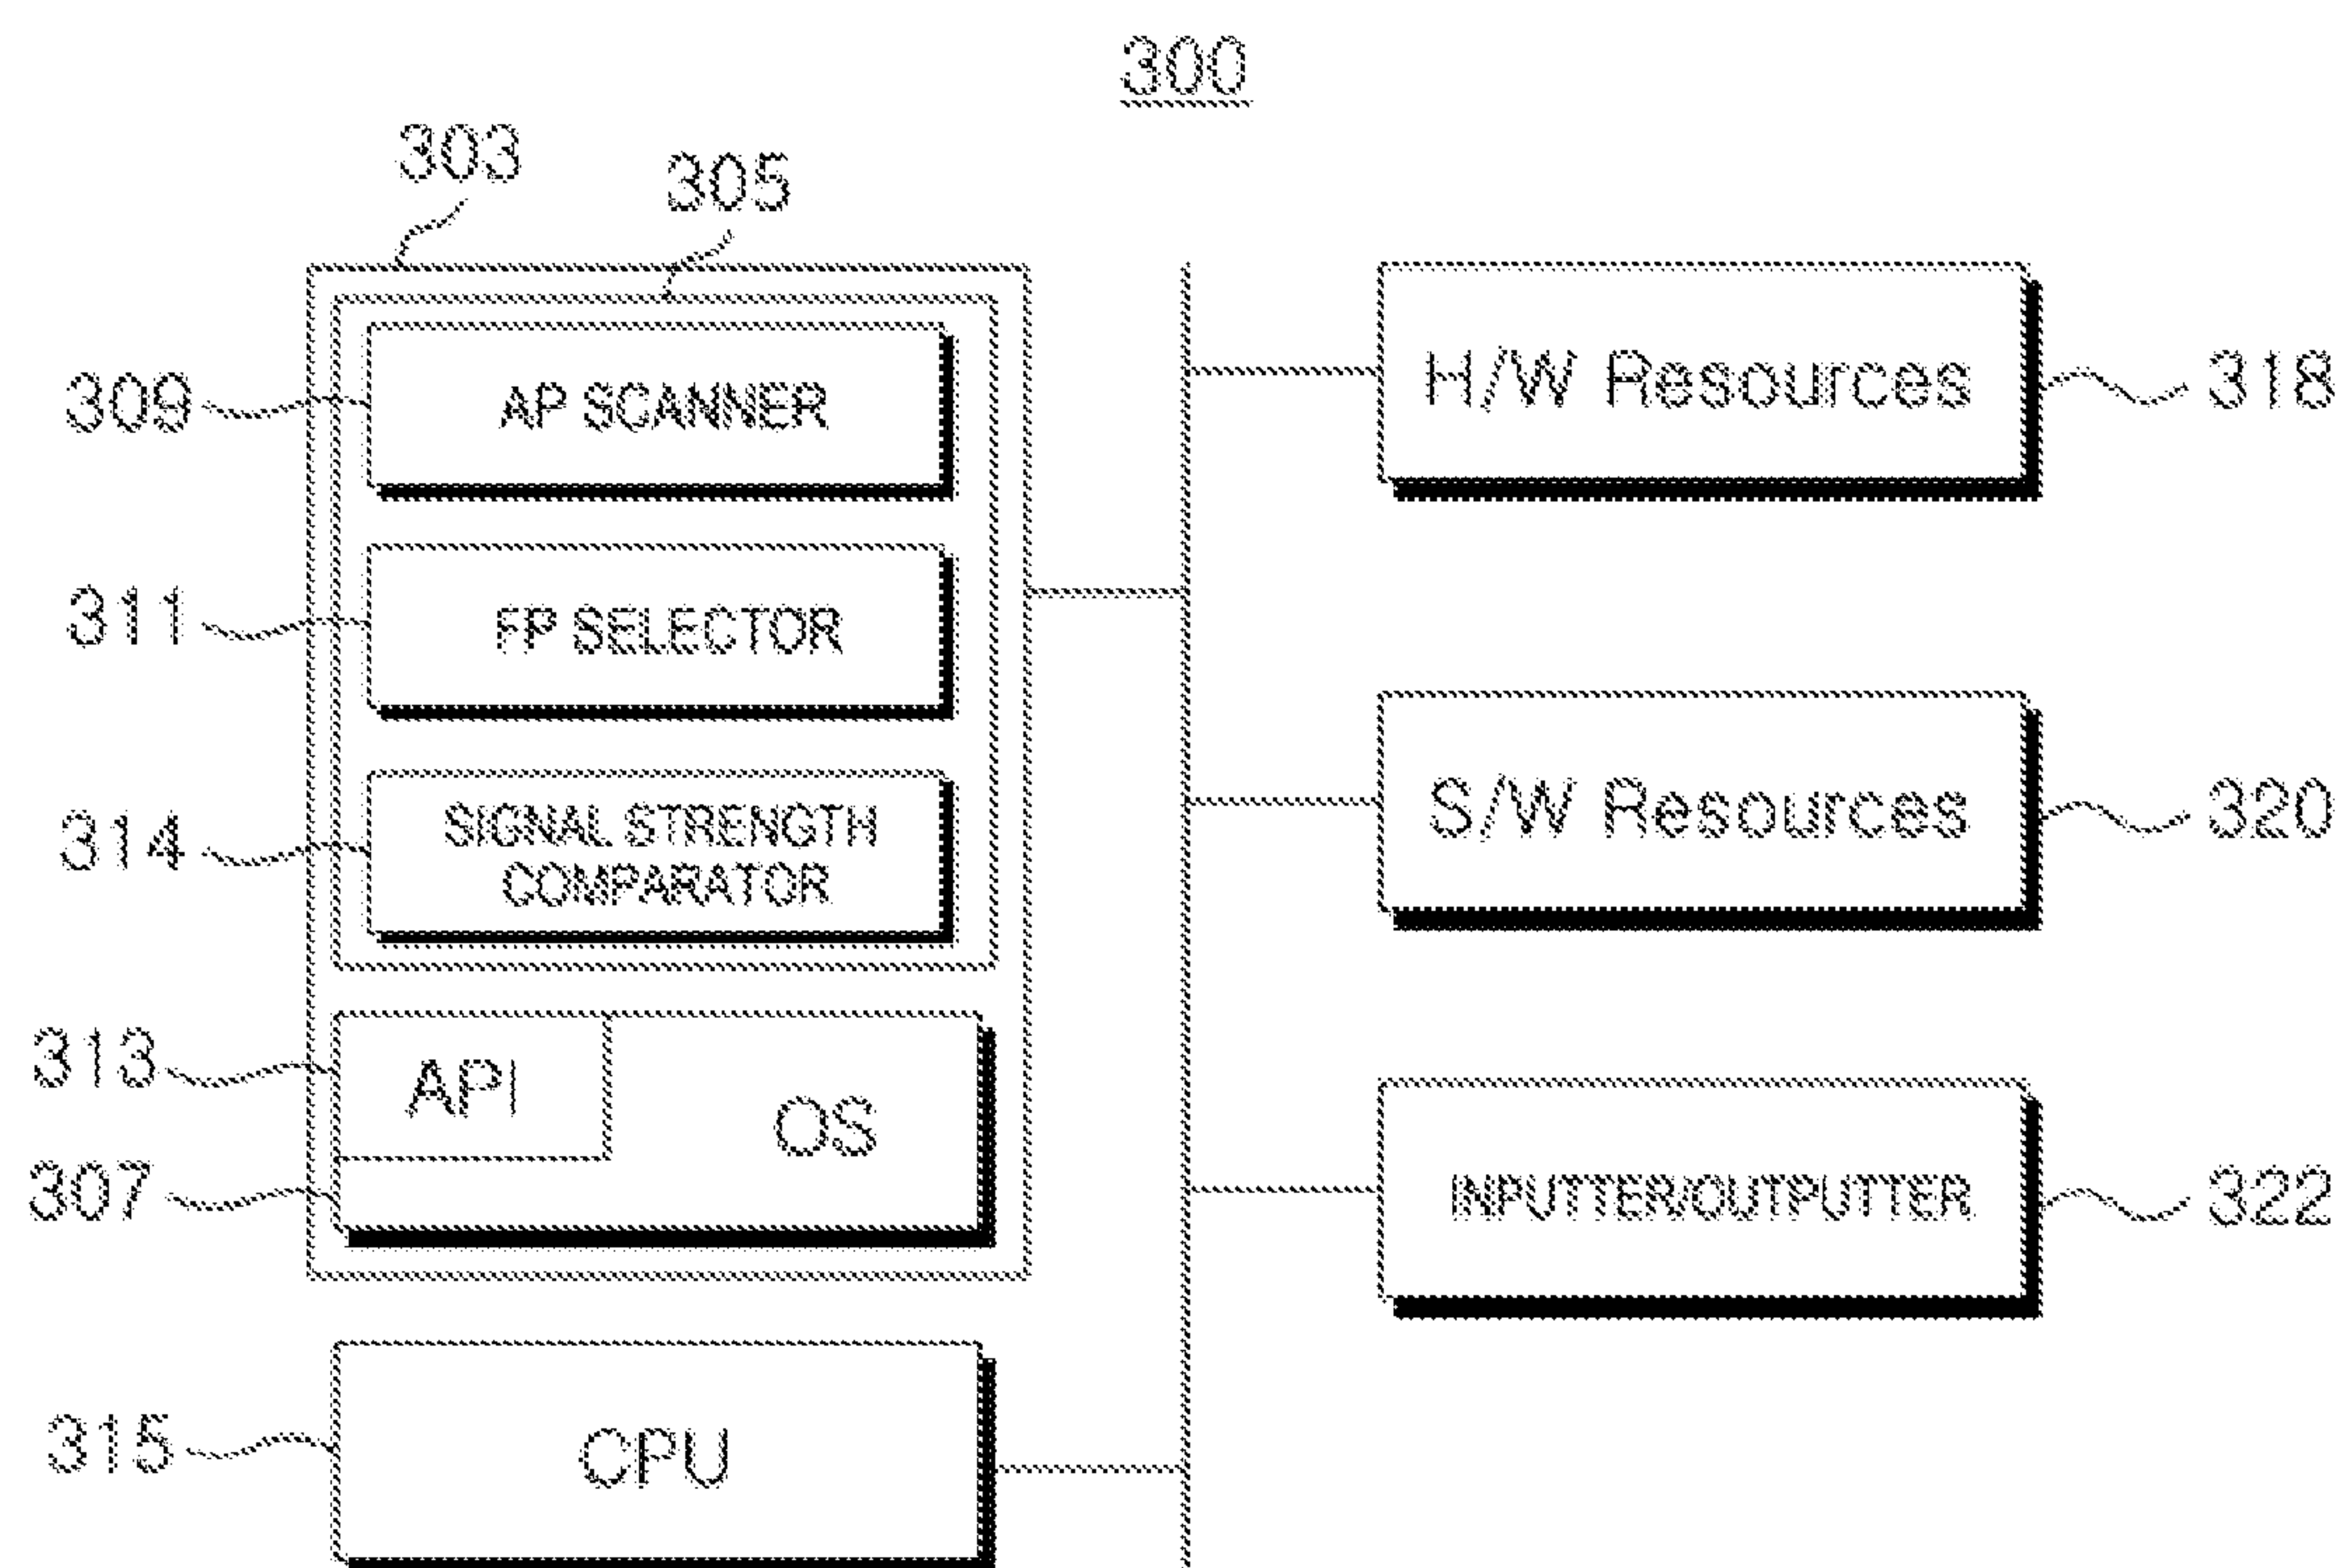 300
303
305
309
AP SCANNER
H/W Resources
318
311
FP SELECTOR
314
SIGNAL STRENGTH
COMPARATOR
S/W Resources
320
313
API
OS
307
INPUTTER/OUTPUTTER
322
315
CPU